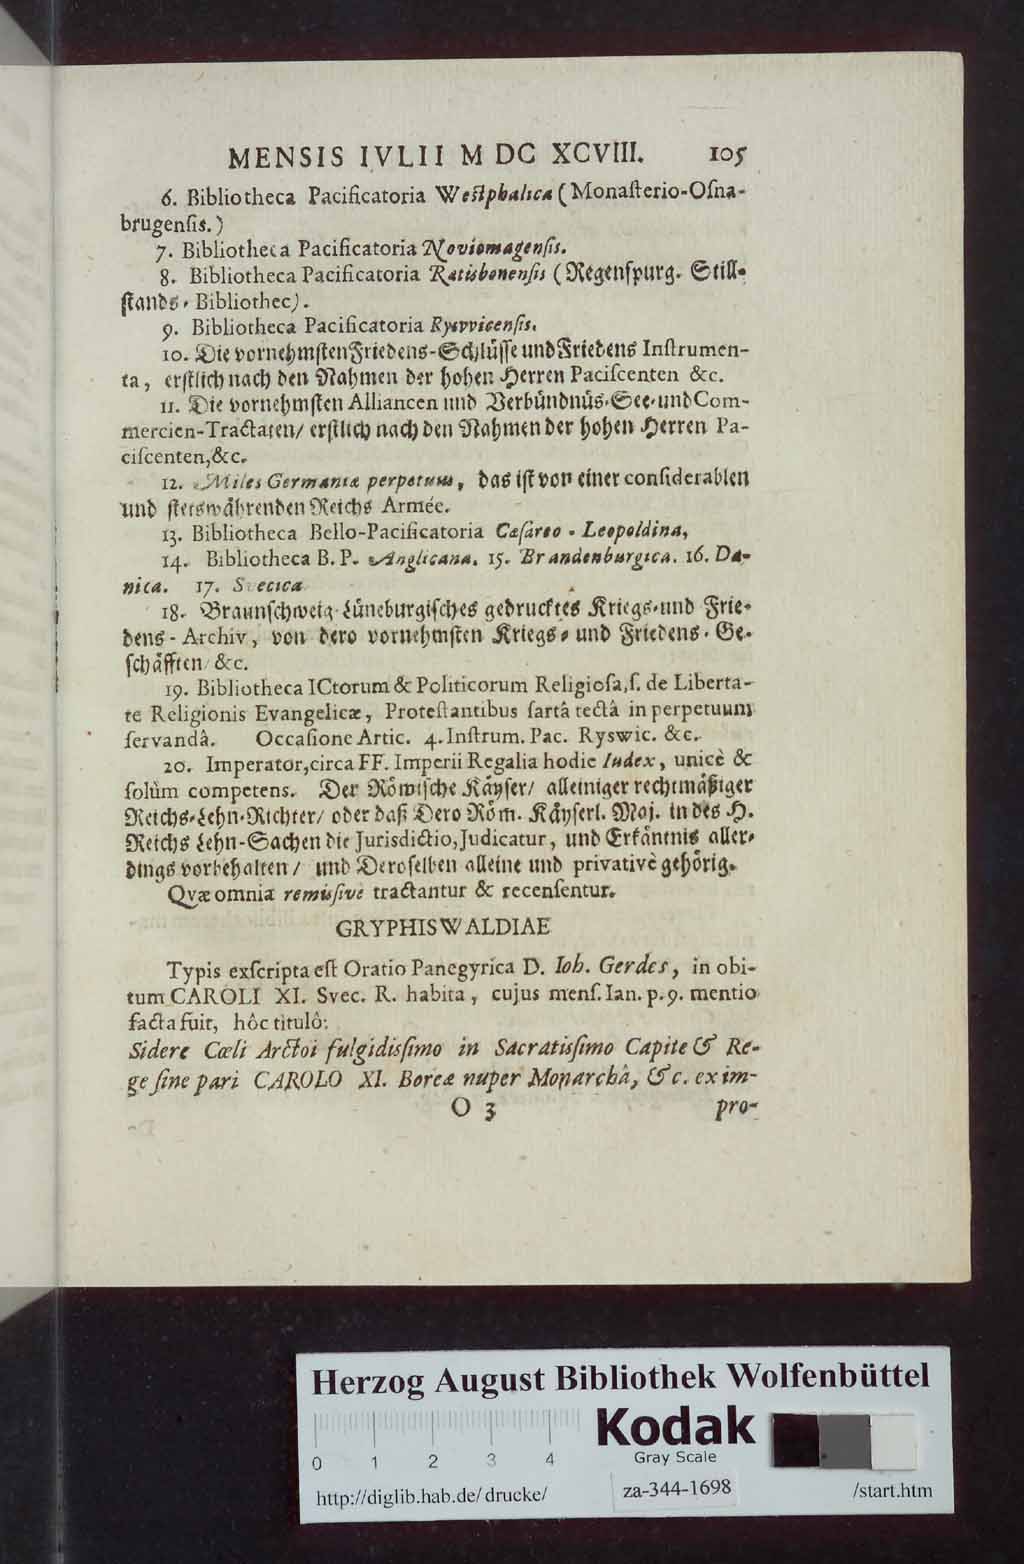 MENSIS IVLII M DC XCVIII. 105
6. Bibliotheca Pacificatoria Westphalica (Monaſterio-Oſna-
brugenſis.)
7. Bibliotheca Pacificatoria Noviomagenſis.
8. Bibliotheca Pacificatoria Ratisbonenſis (Regenſpurg. Still-
ſtands-Bibliothec).
9. Bibliotheca Pacificatoria Rysvvicenſis.
10. Die vornehmſten Friedens-Schlüſſe und Friedens Inſtrumen-
ta, erſtlich nach den Nahmen der hohen Herren Paciſcenten &c.
11. Die vornehmſten Alliancen und Verbündnüs-See-und Com-
mercien-Tractaten/ erſtlich nach den Nahmen der hohen Herren Pa-
ciſcenten, &c.
12. Miles Germaniæ perpetuus, das iſt von einer conſiderablen
und ſtetswährenden Reichs Armée.
13. Bibliotheca Bello-Pacificatoria Cæſareo-Leopoldina,
14. Bibliotheca B. P. Anglicana. 15. Brandenburgica. 16. Da-
nica. 17. Svecica
18. Braunſchweig-Lüneburgiſches gedrucktes Kriegs-und Frie-
dens-Archiv, von dero vornehmſten Kriegs- und Friedens-Ge-
ſchäfften/ &c.
19. Bibliotheca ICtorum & Politicorum Religioſa, ſ. de Liberta-
te Religionis Evangelicæ, Proteſtantibus ſartâ tectâ in perpetuum
ſervandâ. Occaſione Artic. 4. Inſtrum. Pac. Ryswic. &c.
20. Imperator, circa FF. Imperii Regalia hodie Iudex, unicè &
ſolùm competens. Der Römiſche Käyſer/ alleiniger rechtmäßiger
Reichs-Lehn-Richter/ oder daß Dero Röm. Käyſerl. Maj. in des H.
Reichs Lehn-Sachen die Jurisdictio, Judicatur, und Erkäntnis aller-
dings vorbehalten/ und Deroſelben alleine und privativè gehörig.
Qvæ omnia remiſſive tractantur & recenſentur.
GRYPHISWALDIAE
Typis exſcripta eſt Oratio Panegyrica D. Ioh. Gerdes, in obi-
tum CAROLI XI. Svec. R. habita, cujus menſ. Ian. p. 9. mentio
facta fuit, hôc titulô:
Sidere Cœli Arctoi fulgidiſſimo in Sacratiſſimo Capite & Re-
ge ſine pari CAROLO XI. Boreæ nuper Monarchâ, &c. ex im-
O 3 pro-
Herzog August Bibliothek Wolfenbüttel
0 1 2 3 4
Kodak
Gray Scale
http://diglib.hab.de/drucke/ za-344-1698 /start.htm